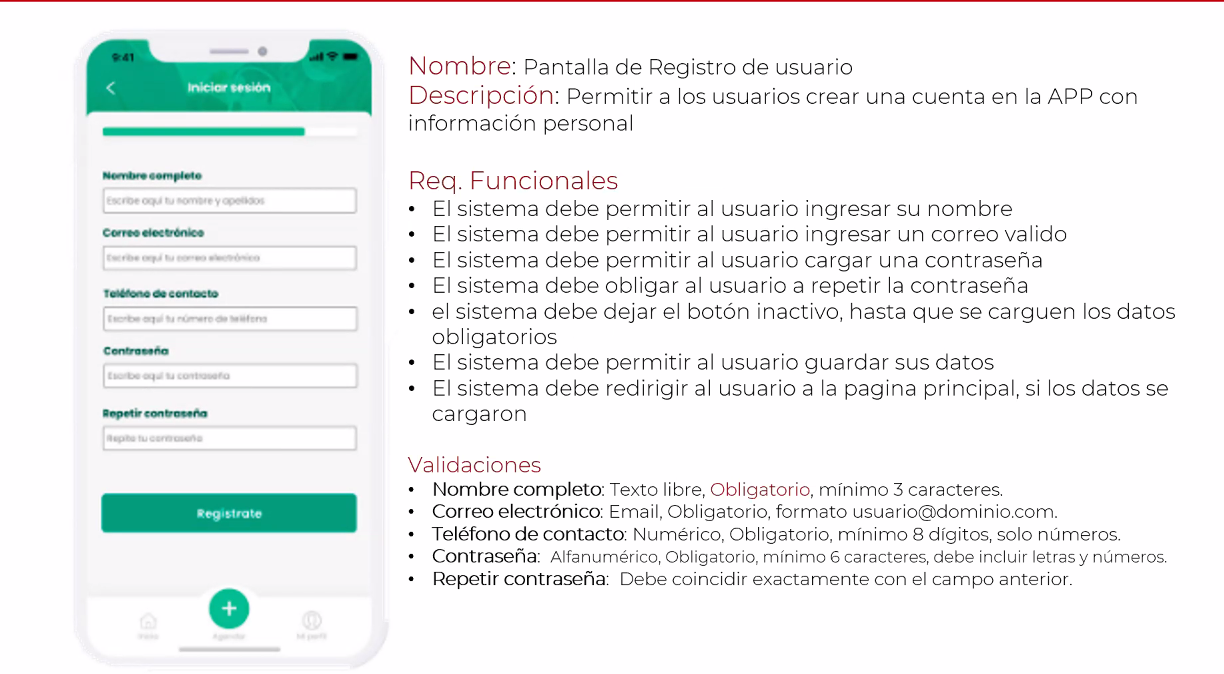 9:41
Iniciar sesión
Nombre completo
Escribe aquí tu nombre y apellidos
Correo electrónico
Escribe aquí tu correo electrónico
Teléfono de contacto
Escribe aquí tu número de teléfono
Contraseña
Escribe aquí tu contraseña
Repetir contraseña
Repite tu contraseña
Registrate
Inicio
Agendar
Mi perfil
Nombre: Pantalla de Registro de usuario
Descripción: Permitir a los usuarios crear una cuenta en la APP con
información personal
Req. Funcionales
• El sistema debe permitir al usuario ingresar su nombre
• El sistema debe permitir al usuario ingresar un correo valido
• El sistema debe permitir al usuario cargar una contraseña
• El sistema debe obligar al usuario a repetir la contraseña
• el sistema debe dejar el botón inactivo, hasta que se carguen los datos
obligatorios
• El sistema debe permitir al usuario guardar sus datos
• El sistema debe redirigir al usuario a la pagina principal, si los datos se
cargaron
Validaciones
• Nombre completo: Texto libre, Obligatorio, mínimo 3 caracteres.
• Correo electrónico: Email, Obligatorio, formato usuario@dominio.com.
• Teléfono de contacto: Numérico, Obligatorio, mínimo 8 dígitos, solo números.
• Contraseña: Alfanumérico, Obligatorio, mínimo 6 caracteres, debe incluir letras y números.
• Repetir contraseña: Debe coincidir exactamente con el campo anterior.